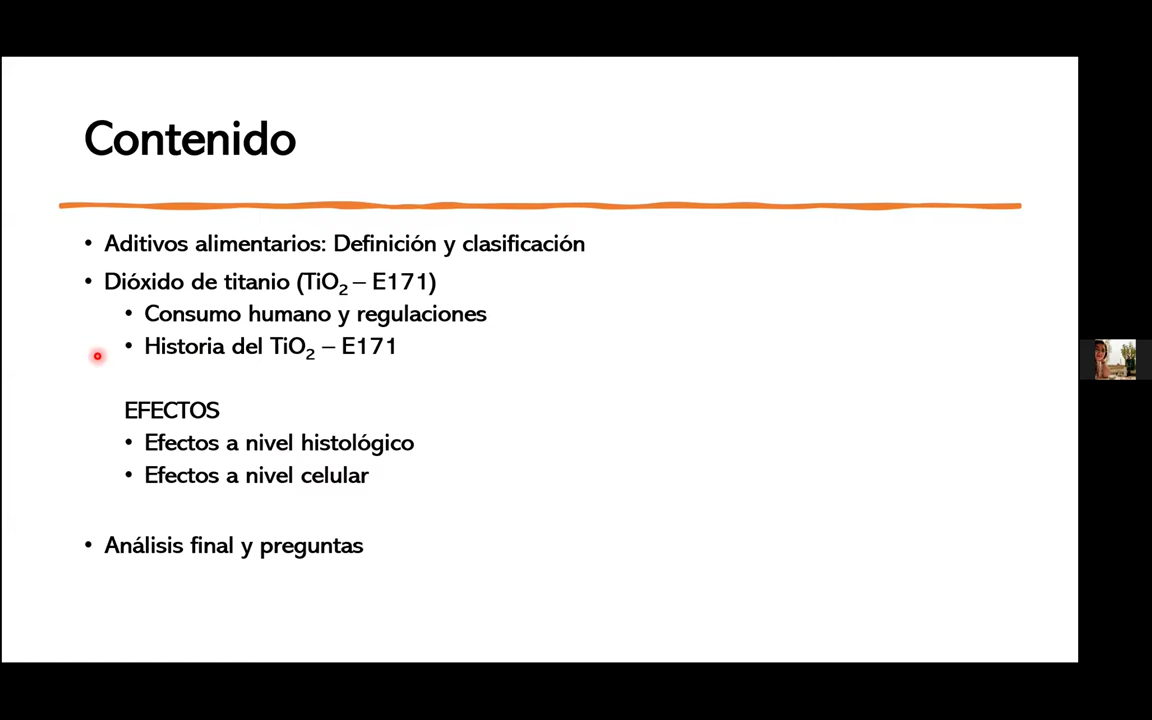 Contenido
• Aditivos alimentarios: Definición y clasificación
• Dióxido de titanio (TiO₂ – E171)
• Consumo humano y regulaciones
• Historia del TiO₂ – E171
EFECTOS
• Efectos a nivel histológico
• Efectos a nivel celular
• Análisis final y preguntas